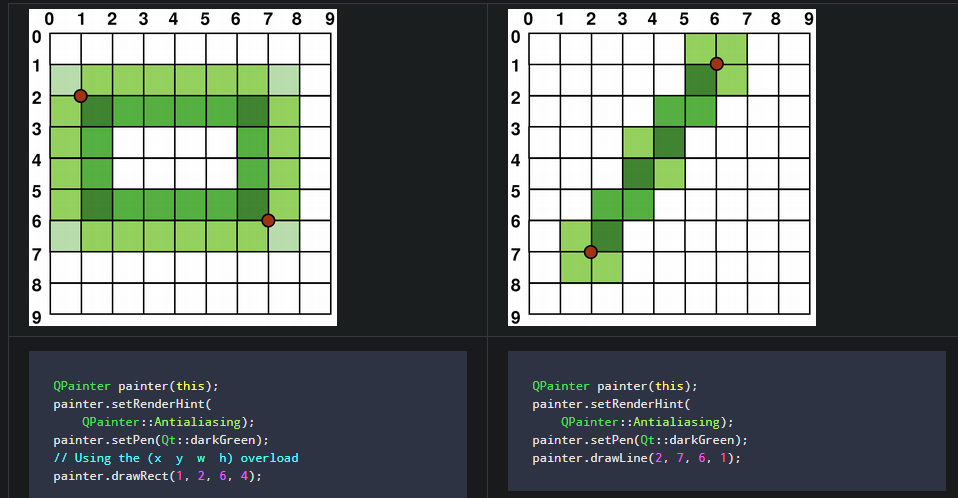 0 1 2 3 4 5 6 7 8 9
0
1
2
3
4
5
6
7
8
9
QPainter painter(this);
painter.setRenderHint(
    QPainter::Antialiasing);
painter.setPen(Qt::darkGreen);
// Using the (x  y  w  h) overload
painter.drawRect(1, 2, 6, 4);
0 1 2 3 4 5 6 7 8 9
0
1
2
3
4
5
6
7
8
9
QPainter painter(this);
painter.setRenderHint(
    QPainter::Antialiasing);
painter.setPen(Qt::darkGreen);
painter.drawLine(2, 7, 6, 1);